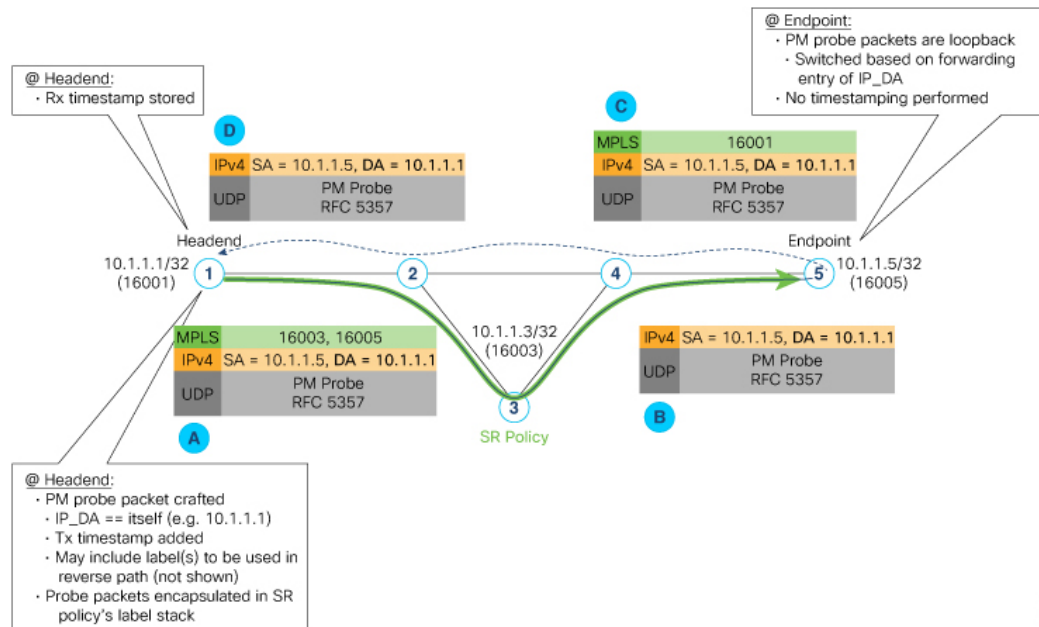 @ Endpoint:
· PM probe packets are loopback
· Switched based on forwarding
entry of IP_DA
· No timestamping performed
@ Headend:
· Rx timestamp stored
D
IPv4 SA = 10.1.1.5, DA = 10.1.1.1
UDP
PM Probe
RFC 5357
C
MPLS 16001
IPv4 SA = 10.1.1.5, DA = 10.1.1.1
UDP
PM Probe
RFC 5357
Headend
10.1.1.1/32
(16001)
1
2
4
5
Endpoint
10.1.1.5/32
(16005)
10.1.1.3/32
(16003)
3
SR Policy
MPLS 16003, 16005
IPv4 SA = 10.1.1.5, DA = 10.1.1.1
UDP
PM Probe
RFC 5357
A
IPv4 SA = 10.1.1.5, DA = 10.1.1.1
UDP
PM Probe
RFC 5357
B
@ Headend:
· PM probe packet crafted
· IP_DA == itself (e.g. 10.1.1.1)
· Tx timestamp added
· May include label(s) to be used in
reverse path (not shown)
· Probe packets encapsulated in SR
policy's label stack